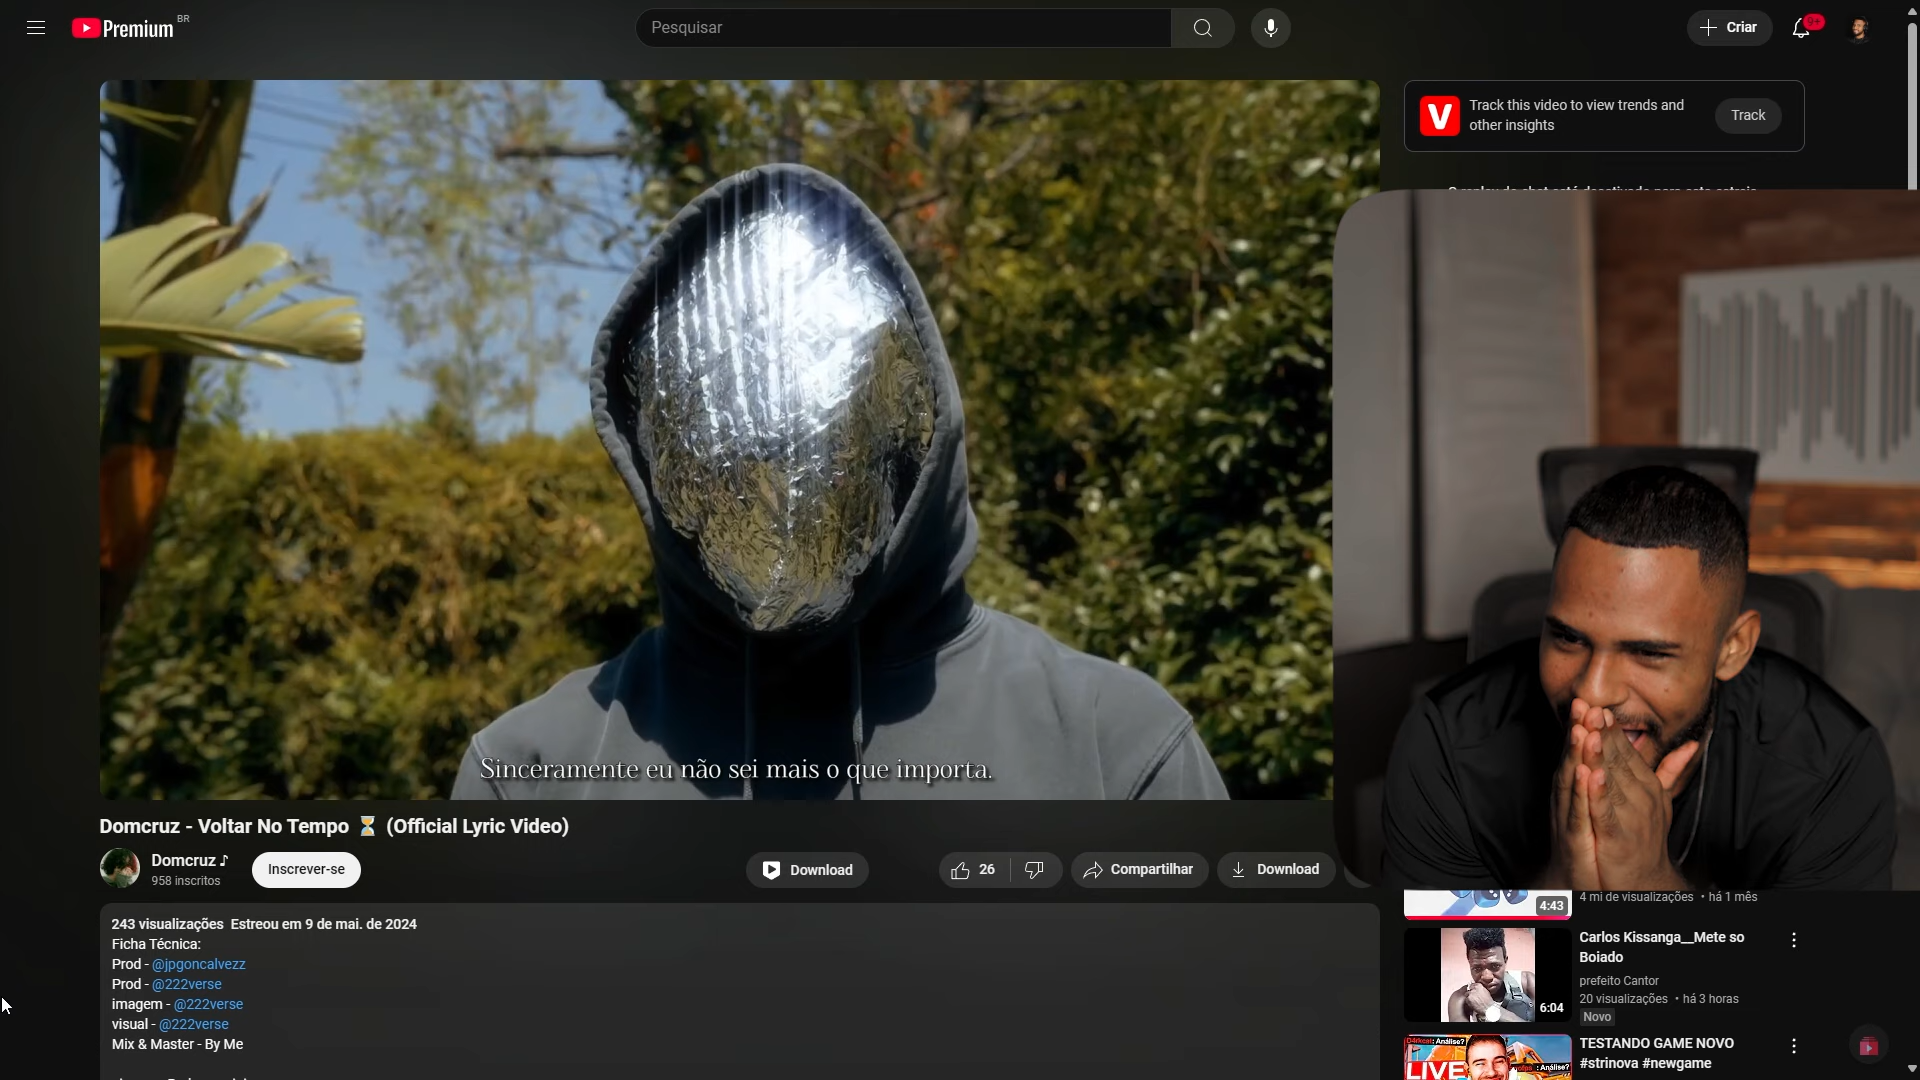 Premium BR
Pesquisar
Criar
9+
Track this video to view trends and
other insights
Track
Sinceramente eu não sei mais o que importa.
Domcruz - Voltar No Tempo ⏳ (Official Lyric Video)
Domcruz ♪
958 inscritos
Inscrever-se
Download
26
Compartilhar
Download
243 visualizações Estreou em 9 de mai. de 2024
Ficha Técnica:
Prod - @jpgoncalvezz
Prod - @222verse
imagem - @222verse
visual - @222verse
Mix & Master - By Me
4:43
4 mi de visualizações • há 1 mês
Carlos Kissanga__Mete so
Boiado
prefeito Cantor
20 visualizações • há 3 horas
Novo
6:04
TESTANDO GAME NOVO
#strinova #newgame
: Análise?
LIVE
: Análise?